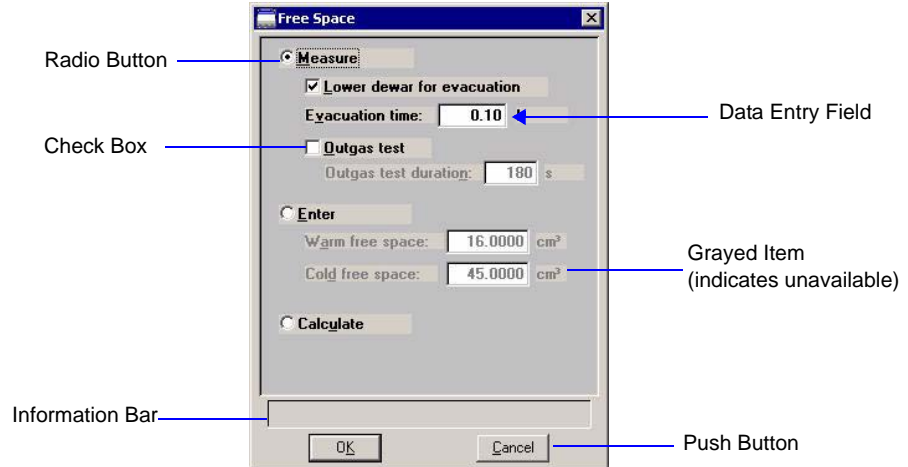 Free Space
Radio Button
Measure
Lower dewar for evacuation
Evacuation time: 0.10
Data Entry Field
Check Box
Outgas test
Outgas test duration: 180 s
Enter
Warm free space: 16.0000 cm³
Cold free space: 45.0000 cm³
Grayed Item
(indicates unavailable)
Calculate
Information Bar
OK
Cancel
Push Button